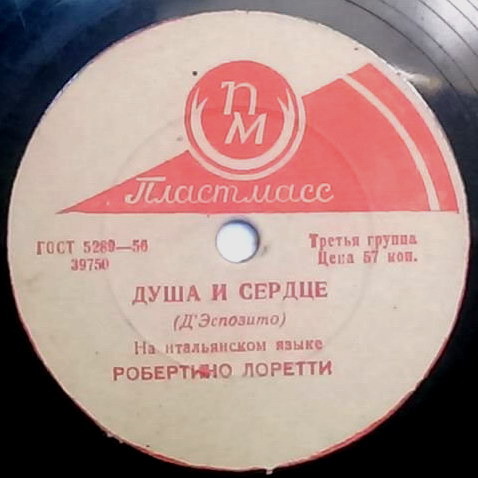 ПМ
Пластмасс
ГОСТ 5289—56
39750
Третья группа
Цена 57 коп.
ДУША И СЕРДЦЕ
(Д'Эспозито)
На итальянском языке
РОБЕРТИНО ЛОРЕТТИ